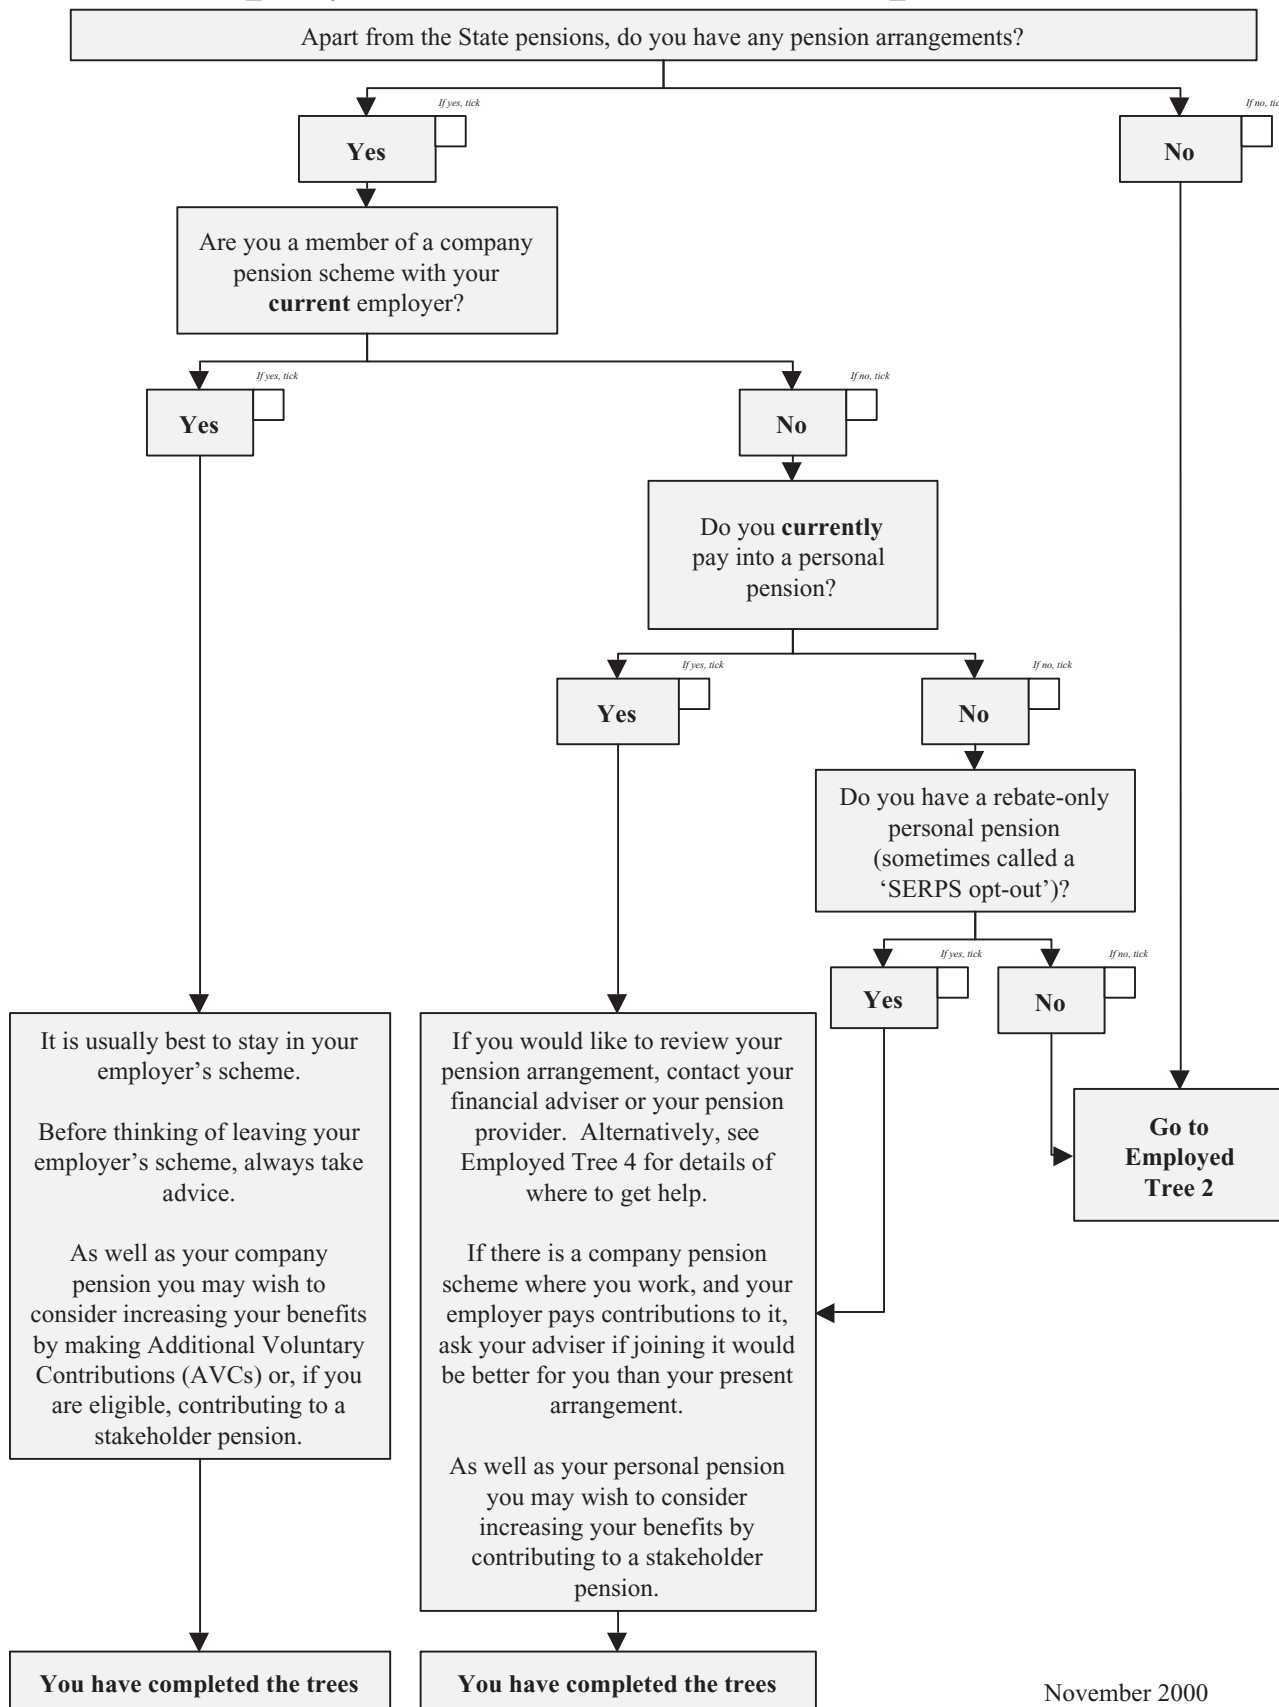 Apart from the State pensions, do you have any pension arrangements?
If yes, tick
If no, tick
Yes
No
Are you a member of a company
pension scheme with your
current employer?
If yes, tick
If no, tick
Yes
No
Do you currently
pay into a personal
pension?
If yes, tick
If no, tick
Yes
No
Do you have a rebate-only
personal pension
(sometimes called a
‘SERPS opt-out’)?
If yes, tick
If no, tick
Yes
No
It is usually best to stay in your
employer’s scheme.
Before thinking of leaving your
employer’s scheme, always take
advice.
As well as your company
pension you may wish to
consider increasing your benefits
by making Additional Voluntary
Contributions (AVCs) or, if you
are eligible, contributing to a
stakeholder pension.
If you would like to review your
pension arrangement, contact your
financial adviser or your pension
provider.  Alternatively, see
Employed Tree 4 for details of
where to get help.
If there is a company pension
scheme where you work, and your
employer pays contributions to it,
ask your adviser if joining it would
be better for you than your present
arrangement.
As well as your personal pension
you may wish to consider
increasing your benefits by
contributing to a stakeholder
pension.
Go to
Employed
Tree 2
You have completed the trees
You have completed the trees
November 2000